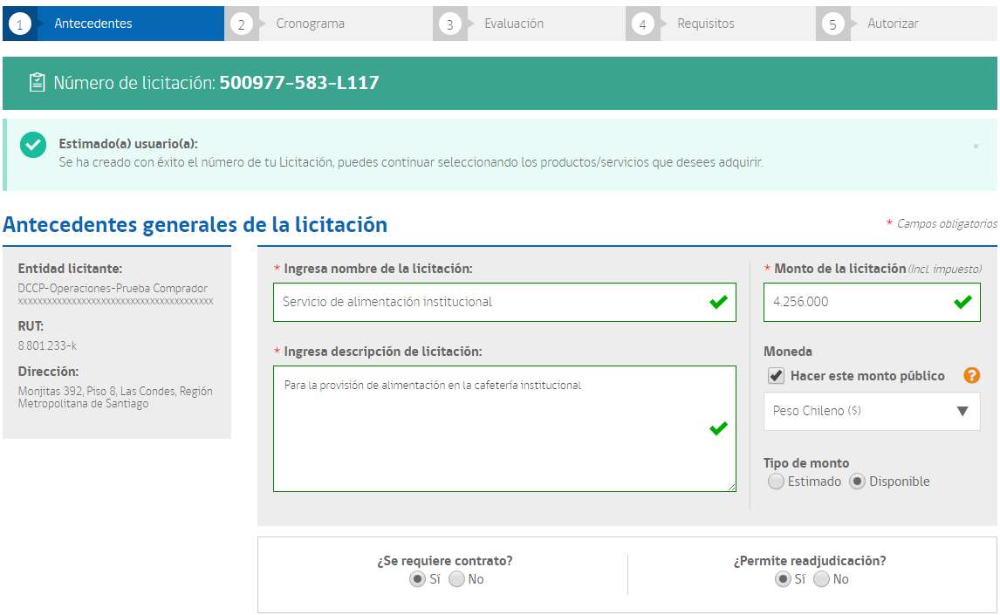 1 Antecedentes 2 Cronograma 3 Evaluación 4 Requisitos 5 Autorizar
Número de licitación: 500977-583-L117
Estimado(a) usuario(a):
Se ha creado con éxito el número de tu Licitación, puedes continuar seleccionando los productos/servicios que desees adquirir.
×
Antecedentes generales de la licitación
* Campos obligatorios
Entidad licitante:
DCCP-Operaciones-Prueba Comprador
RUT:
8.801.233-k
Dirección:
Monjitas 392, Piso 8, Las Condes, Región
Metropolitana de Santiago
* Ingresa nombre de la licitación:
Servicio de alimentación institucional
* Ingresa descripción de licitación:
Para la provisión de alimentación en la cafetería institucional
* Monto de la licitación (Incl. impuesto)
4.256.000
Moneda
Hacer este monto público ?
Peso Chileno ($)
Tipo de monto
Estimado Disponible
¿Se requiere contrato?
Sí No
¿Permite readjudicación?
Sí No